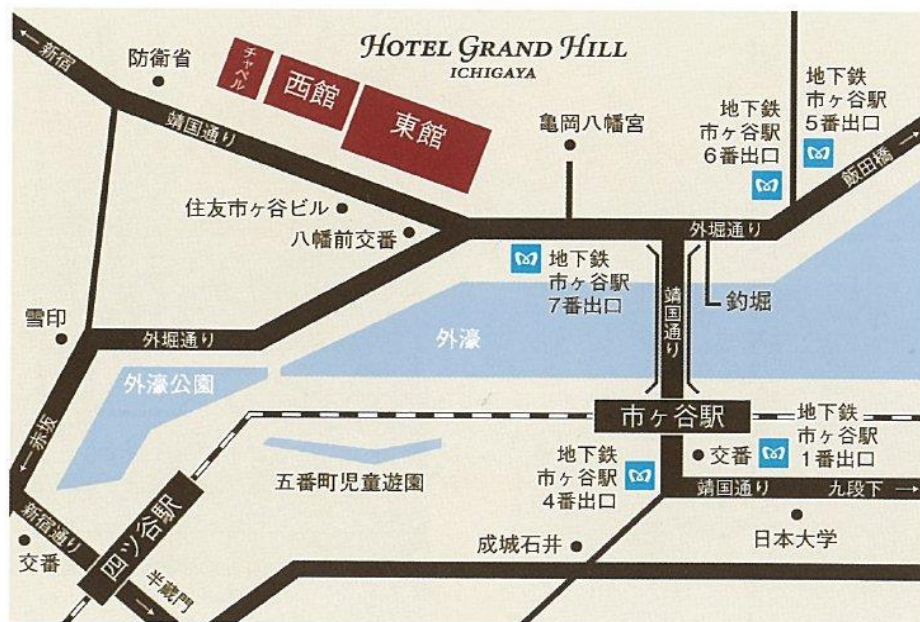 HOTEL GRAND HILL
ICHIGAYA
← 新宿
防衛省
チャペル
西館
東館
靖国通り
亀岡八幡宮
地下鉄
市ヶ谷駅
6番出口
地下鉄
市ヶ谷駅
5番出口
飯田橋 →
住友市ヶ谷ビル
八幡前交番
外堀通り
地下鉄
市ヶ谷駅
7番出口
靖国通り
釣堀
雪印
外堀通り
外濠
外濠公園
← 赤坂
市ヶ谷駅
地下鉄
市ヶ谷駅
1番出口
交番
地下鉄
市ヶ谷駅
4番出口
五番町児童遊園
靖国通り
九段下 →
新宿通り
四ツ谷駅
成城石井
日本大学
交番
半蔵門 →